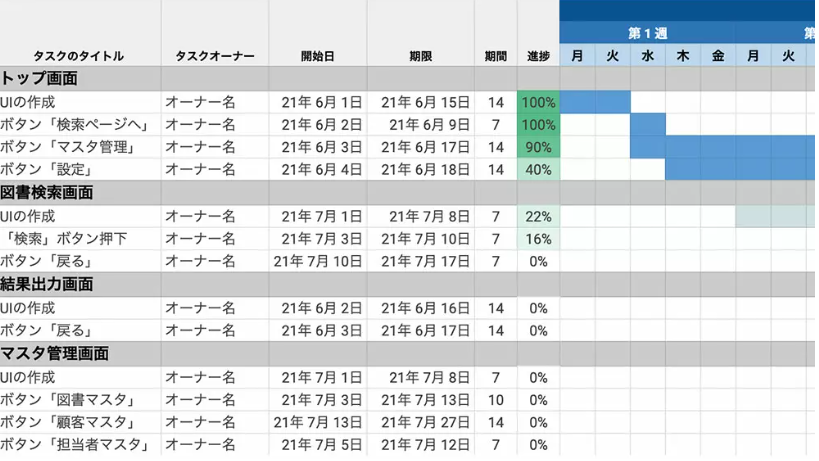 第1週 第
タスクのタイトル タスクオーナー 開始日 期限 期間 進捗 月 火 水 木 金 月 火
トップ画面
UIの作成 オーナー名 21年 6月 1日 21年 6月 15日 14 100%
ボタン「検索ページへ」 オーナー名 21年 6月 2日 21年 6月 9日 7 100%
ボタン「マスタ管理」 オーナー名 21年 6月 3日 21年 6月 17日 14 90%
ボタン「設定」 オーナー名 21年 6月 4日 21年 6月 18日 14 40%
図書検索画面
UIの作成 オーナー名 21年 7月 1日 21年 7月 8日 7 22%
「検索」ボタン押下 オーナー名 21年 7月 3日 21年 7月 10日 7 16%
ボタン「戻る」 オーナー名 21年 7月 10日 21年 7月 17日 7 0%
結果出力画面
UIの作成 オーナー名 21年 6月 2日 21年 6月 16日 14 0%
ボタン「戻る」 オーナー名 21年 6月 3日 21年 6月 17日 14 0%
マスタ管理画面
UIの作成 オーナー名 21年 7月 1日 21年 7月 8日 7 0%
ボタン「図書マスタ」 オーナー名 21年 7月 3日 21年 7月 13日 10 0%
ボタン「顧客マスタ」 オーナー名 21年 7月 13日 21年 7月 27日 14 0%
ボタン「担当者マスタ」 オーナー名 21年 7月 5日 21年 7月 12日 7 0%